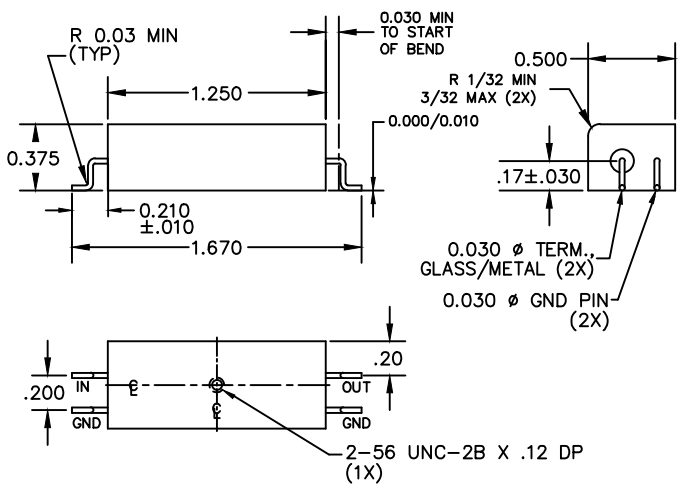 R 0.03 MIN
(TYP)
0.030 MIN
TO START
OF BEND
1.250
0.000/0.010
0.375
0.210
±.010
1.670
0.500
R 1/32 MIN
3/32 MAX (2X)
.17±.030
0.030 ø TERM.,
GLASS/METAL (2X)
0.030 ø GND PIN
(2X)
.20
IN
OUT
℄
.200
℄
GND
GND
2-56 UNC-2B X .12 DP
(1X)